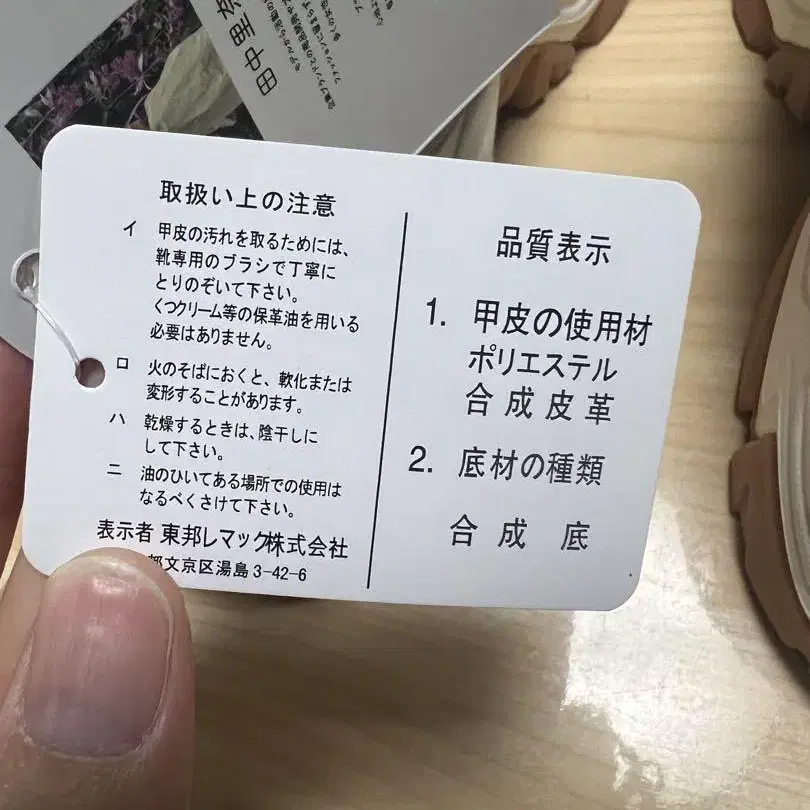 取扱い上の注意
イ 甲皮の汚れを取るためには、
靴専用のブラシで丁寧に
とりのぞいて下さい。
くつクリーム等の保革油を用いる
必要はありません。
ロ 火のそばにおくと、軟化または
変形することがあります。
ハ 乾燥するときは、陰干しに
して下さい。
ニ 油のひいてある場所での使用は
なるべくさけて下さい。
表示者 東邦レマック株式会社
都文京区湯島3-42-6
品質表示
1. 甲皮の使用材
ポリエステル
合成皮革
2. 底材の種類
合成底
田中里